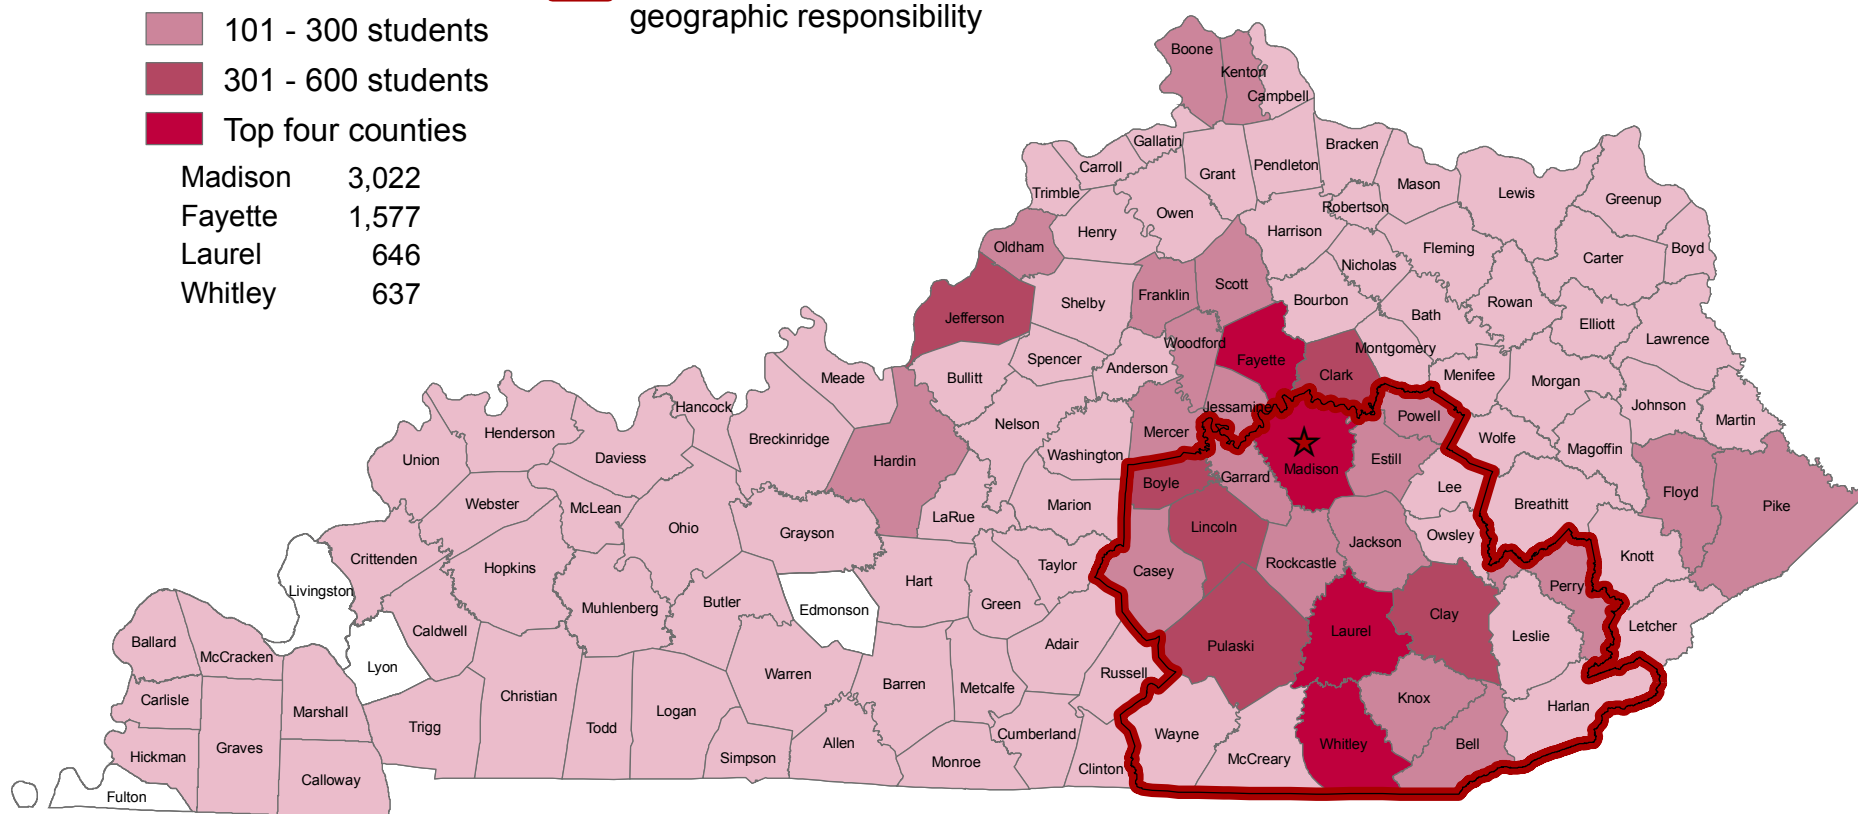 geographic responsibility
101 - 300 students
301 - 600 students
Top four counties
Madison 3,022
Fayette 1,577
Laurel 646
Whitley 637
Boone
Kenton
Campbell
Gallatin
Carroll
Trimble
Grant
Pendleton
Bracken
Mason
Robertson
Lewis
Greenup
Owen
Henry
Oldham
Harrison
Fleming
Nicholas
Carter
Boyd
Jefferson
Shelby
Franklin
Scott
Bourbon
Bath
Rowan
Elliott
Lawrence
Woodford
Fayette
Montgomery
Spencer
Anderson
Clark
Menifee
Morgan
Meade
Bullitt
Jessamine
Powell
Johnson
Martin
Hancock
Henderson
Breckinridge
Nelson
Mercer
Wolfe
Magoffin
Union
Daviess
Hardin
Washington
Madison
Estill
Lee
Boyle
Garrard
Floyd
Pike
Breathitt
Webster
McLean
Ohio
Grayson
LaRue
Marion
Lincoln
Owsley
Jackson
Crittenden
Hopkins
Taylor
Casey
Rockcastle
Knott
Livingston
Muhlenberg
Butler
Edmonson
Hart
Green
Perry
Clay
Leslie
Letcher
Ballard
McCracken
Caldwell
Lyon
Adair
Pulaski
Laurel
Carlisle
Marshall
Christian
Warren
Barren
Metcalfe
Russell
Knox
Harlan
Trigg
Todd
Logan
Hickman
Graves
Simpson
Allen
Cumberland
Wayne
Whitley
Bell
Monroe
McCreary
Calloway
Clinton
Fulton